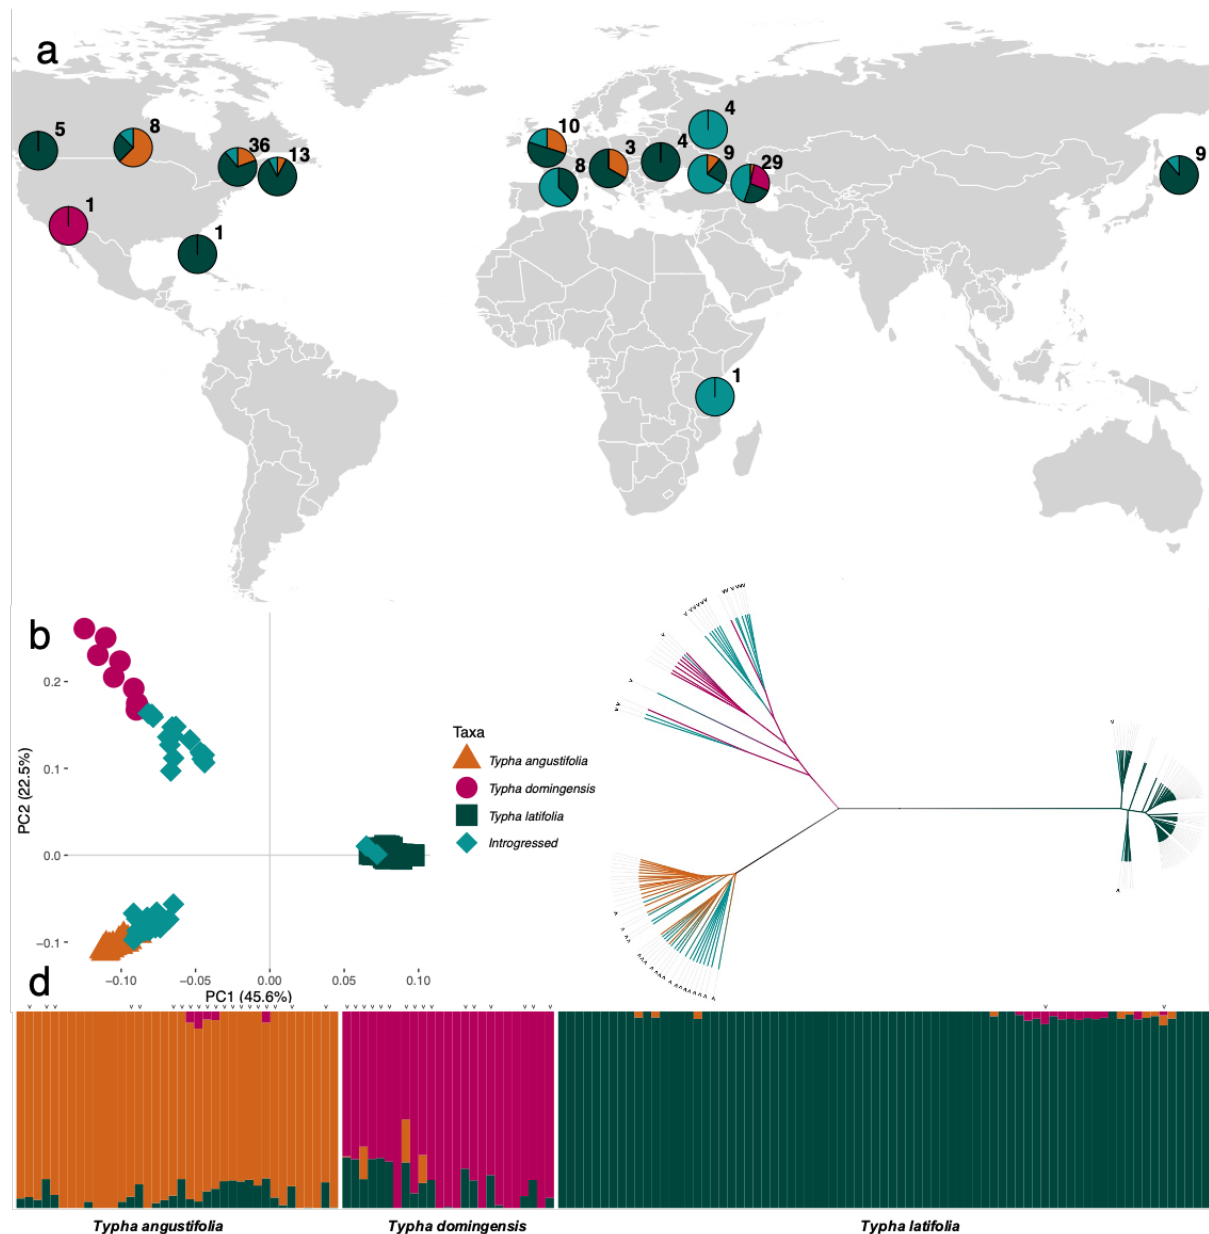 a
5
8
36
13
1
1
10
8
3
4
4
9
29
9
1
b
0.2
0.1
0.0
−0.1
PC2 (22.5%)
−0.10
−0.05
0.00
0.05
0.10
PC1 (45.6%)
Taxa
Typha angustifolia
Typha domingensis
Typha latifolia
Introgressed
d
Typha angustifolia
Typha domingensis
Typha latifolia